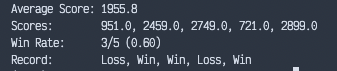 Average Score: 1955.8
Scores: 951.0, 2459.0, 2749.0, 721.0, 2899.0
Win Rate: 3/5 (0.60)
Record: Loss, Win, Win, Loss, Win